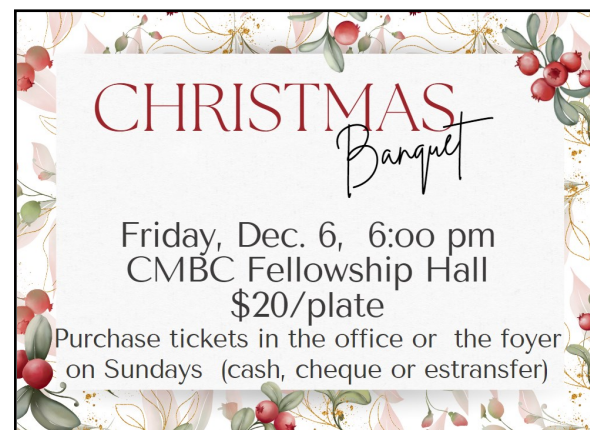 CHRISTMAS
Banquet
Friday, Dec. 6, 6:00 pm
CMBC Fellowship Hall
$20/plate
Purchase tickets in the office or the foyer
on Sundays (cash, cheque or estransfer)